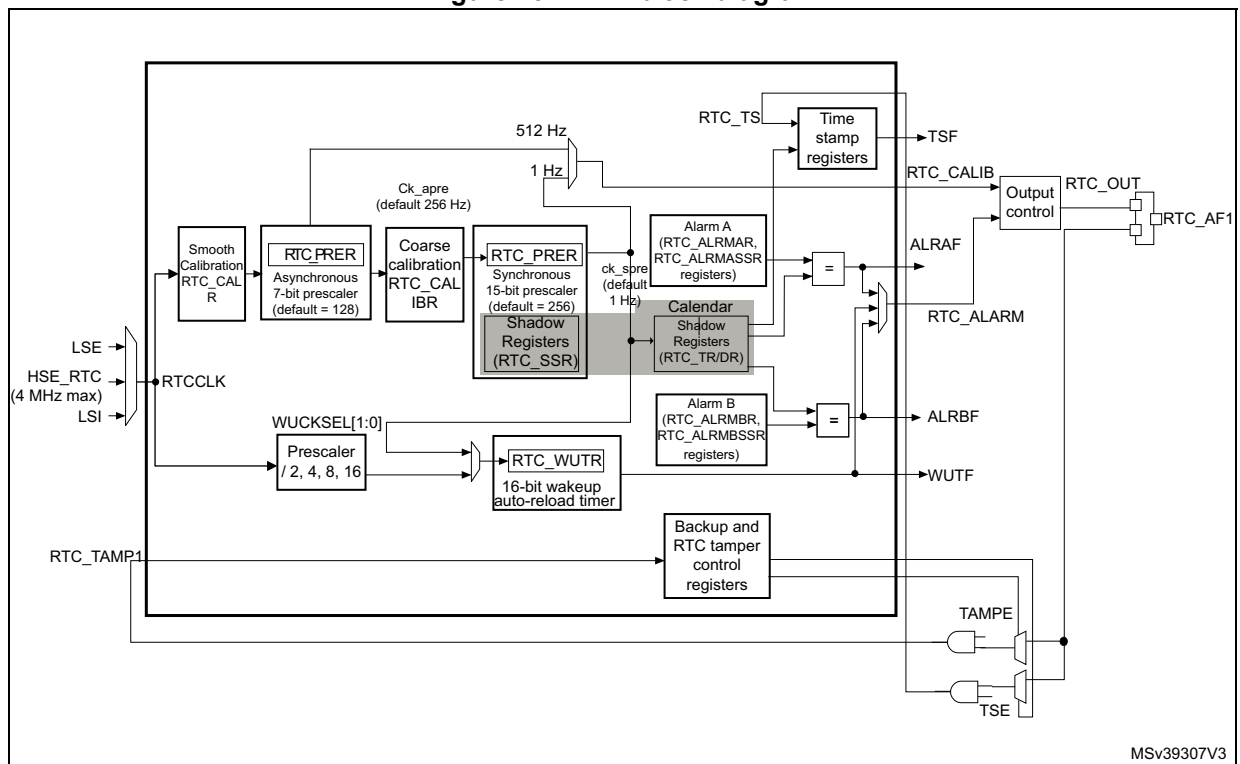 RTC_TS
Time
stamp
registers
TSF
512 Hz
1 Hz
RTC_CALIB
Output
control
RTC_OUT
RTC_AF1
Ck_apre
(default 256 Hz)
Smooth
Calibration
RTC_CAL
R
RTC_PRER
Asynchronous
7-bit prescaler
(default = 128)
Coarse
calibration
RTC_CAL
IBR
RTC_PRER
Synchronous
15-bit prescaler
(default = 256)
Shadow
Registers
(RTC_SSR)
ck_spre
(default
1 Hz)
Alarm A
(RTC_ALRMAR,
RTC_ALRMASSR
registers)
=
ALRAF
RTC_ALARM
Calendar
Shadow
Registers
(RTC_TR/DR)
LSE
HSE_RTC
(4 MHz max)
LSI
RTCCLK
Alarm B
(RTC_ALRMBR,
RTC_ALRMBSSR
registers)
=
ALRBF
WUCKSEL[1:0]
Prescaler
/ 2, 4, 8, 16
RTC_WUTR
16-bit wakeup
auto-reload timer
WUTF
RTC_TAMP1
Backup and
RTC tamper
control
registers
TAMPE
TSE
MSv39307V3